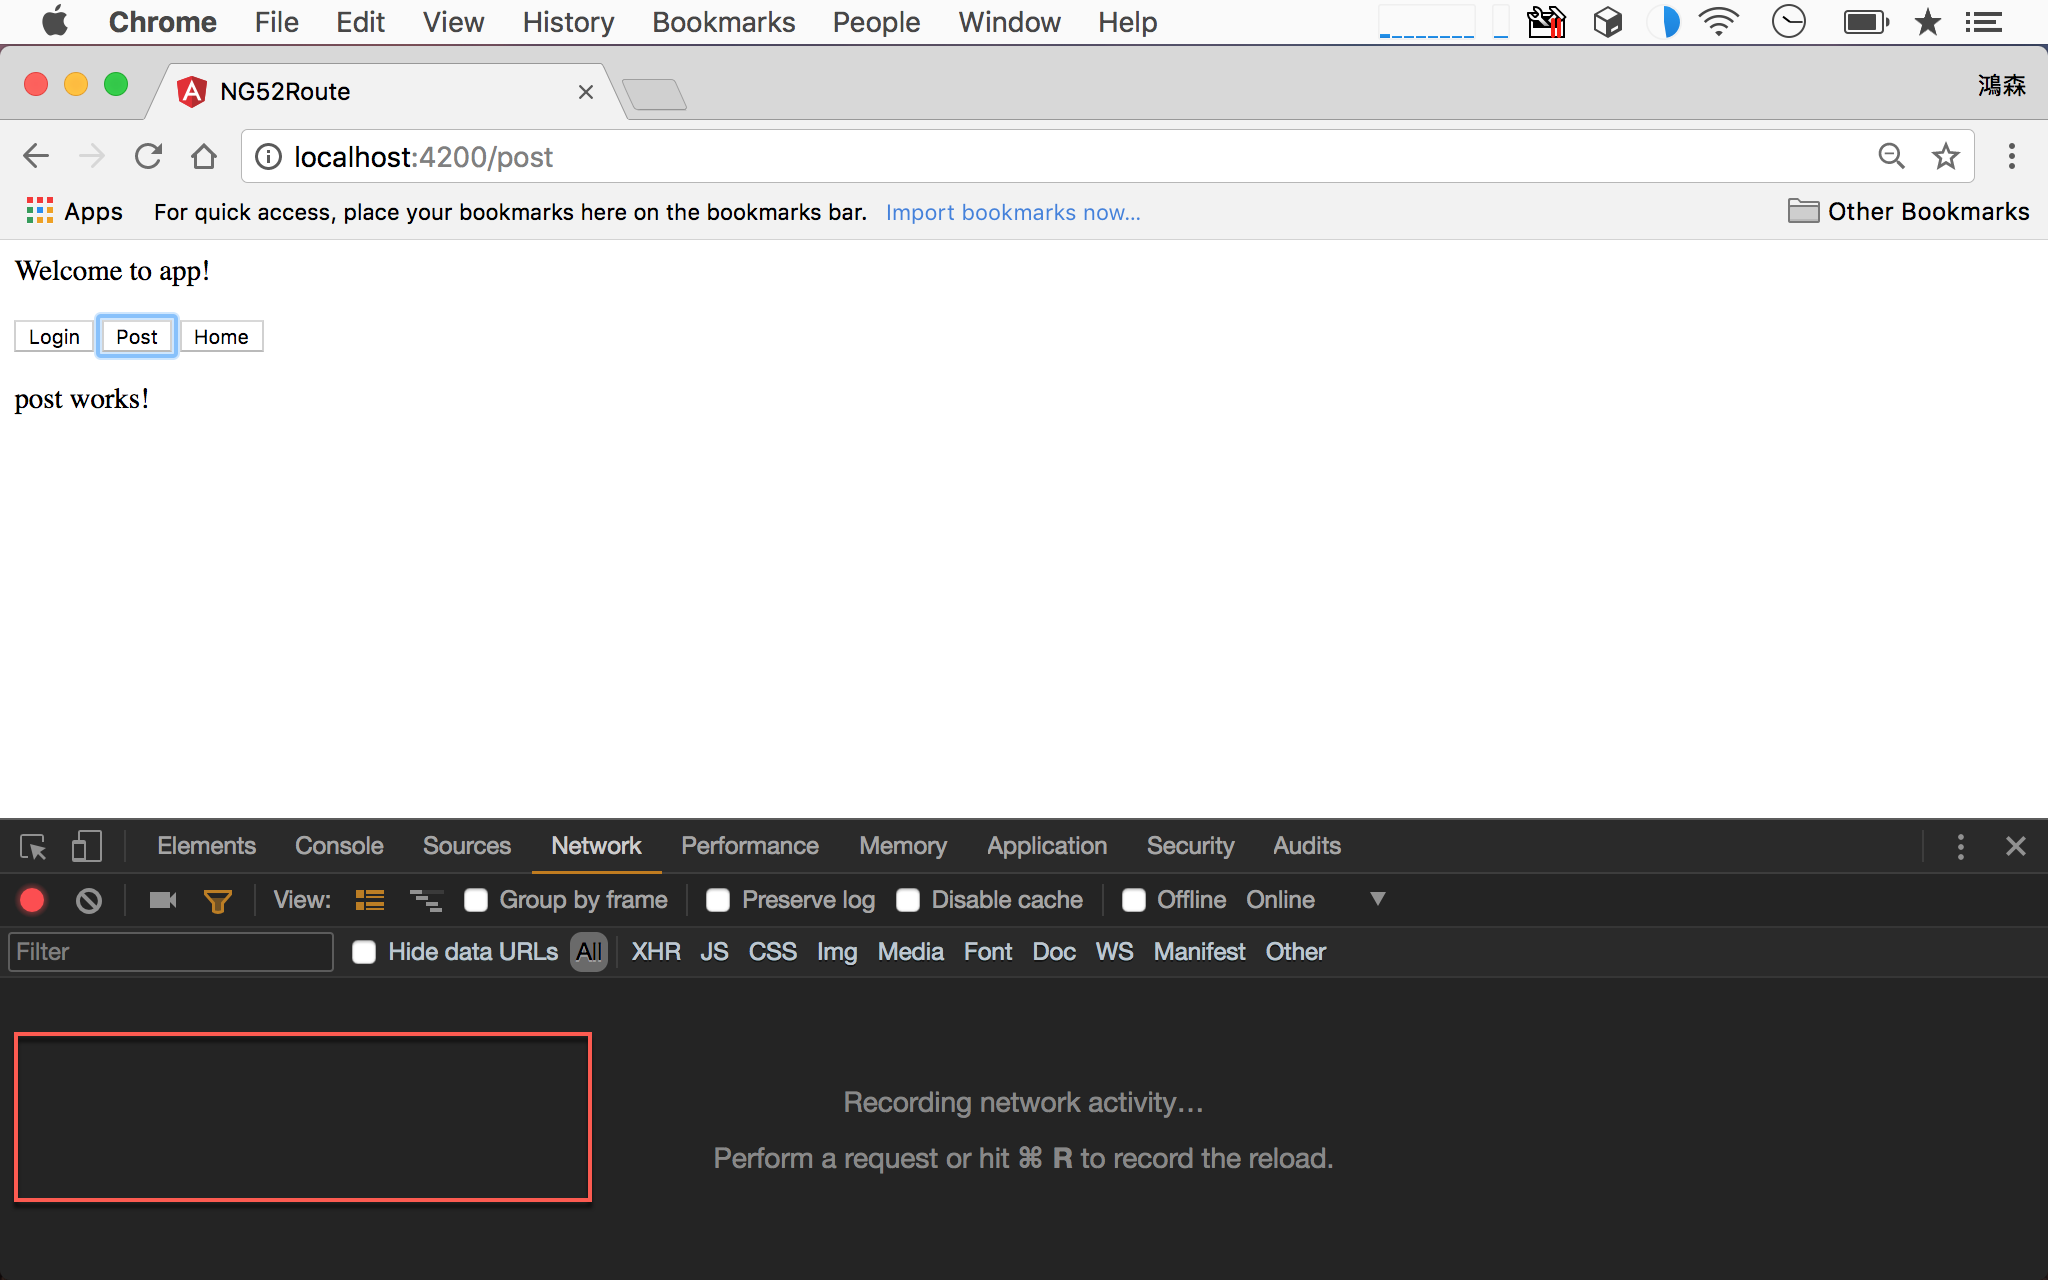 Chrome File Edit View History Bookmarks People Window Help
NG52Route
鴻森
localhost:4200/post
Apps For quick access, place your bookmarks here on the bookmarks bar. Import bookmarks now... Other Bookmarks
Welcome to app!
Login Post Home
post works!
Elements Console Sources Network Performance Memory Application Security Audits
View: Group by frame Preserve log Disable cache Offline Online
Filter Hide data URLs All XHR JS CSS Img Media Font Doc WS Manifest Other
Recording network activity…
Perform a request or hit ⌘ R to record the reload.